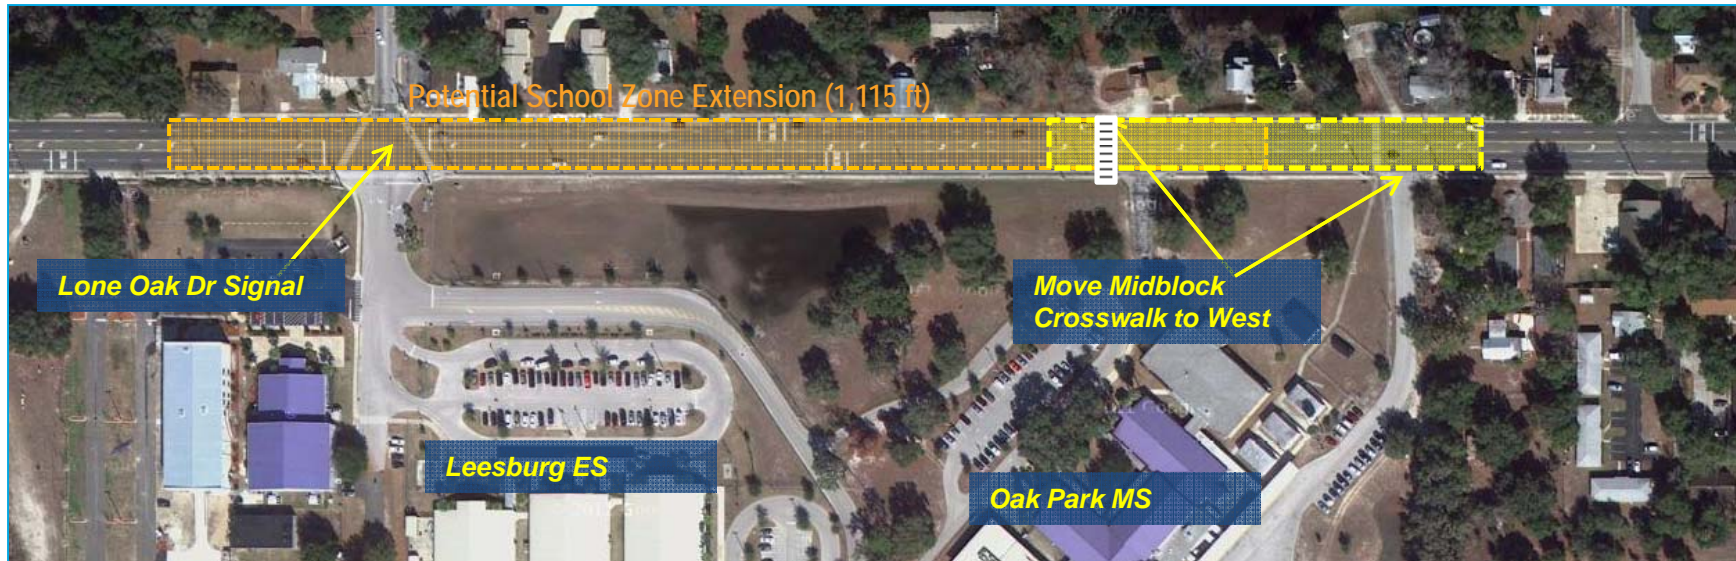 Potential School Zone Extension (1,115 ft)
Lone Oak Dr Signal
Move Midblock
Crosswalk to West
Leesburg ES
Oak Park MS